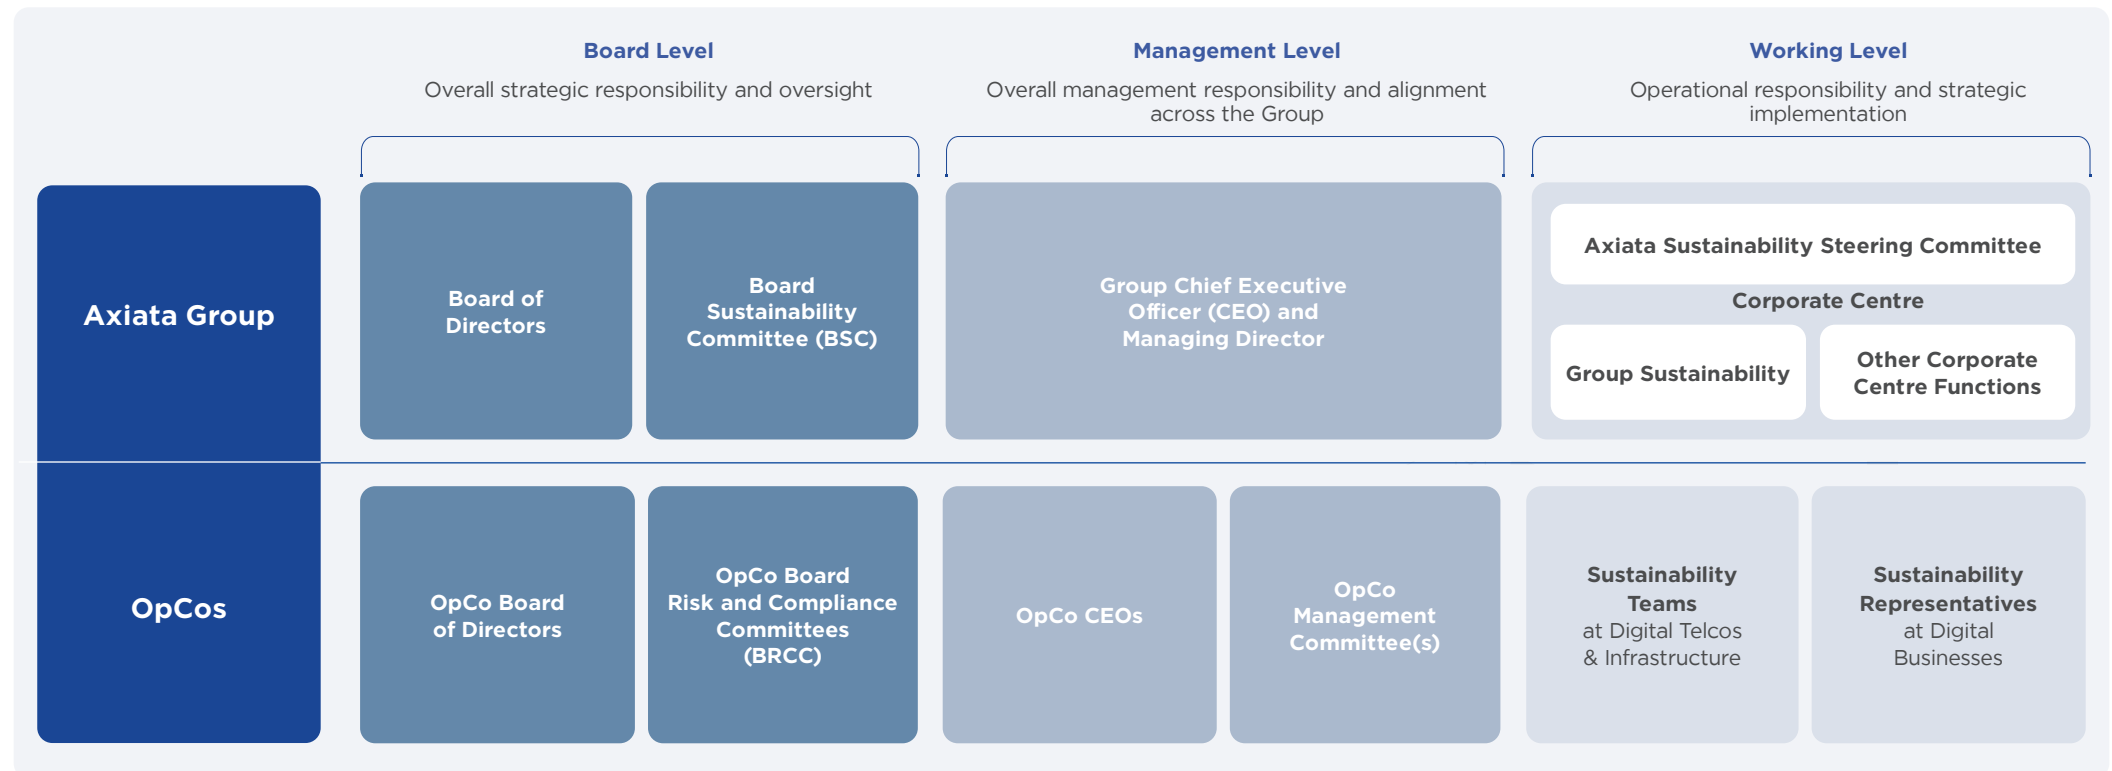 Board Level
Overall strategic responsibility and oversight
Management Level
Overall management responsibility and alignment
across the Group
Working Level
Operational responsibility and strategic
implementation
Axiata Group
Board of
Directors
Board
Sustainability
Committee (BSC)
Group Chief Executive
Officer (CEO) and
Managing Director
Axiata Sustainability Steering Committee
Corporate Centre
Group Sustainability
Other Corporate
Centre Functions
OpCos
OpCo Board
of Directors
OpCo Board
Risk and Compliance
Committees
(BRCC)
OpCo CEOs
OpCo
Management
Committee(s)
Sustainability
Teams
at Digital Telcos
& Infrastructure
Sustainability
Representatives
at Digital
Businesses